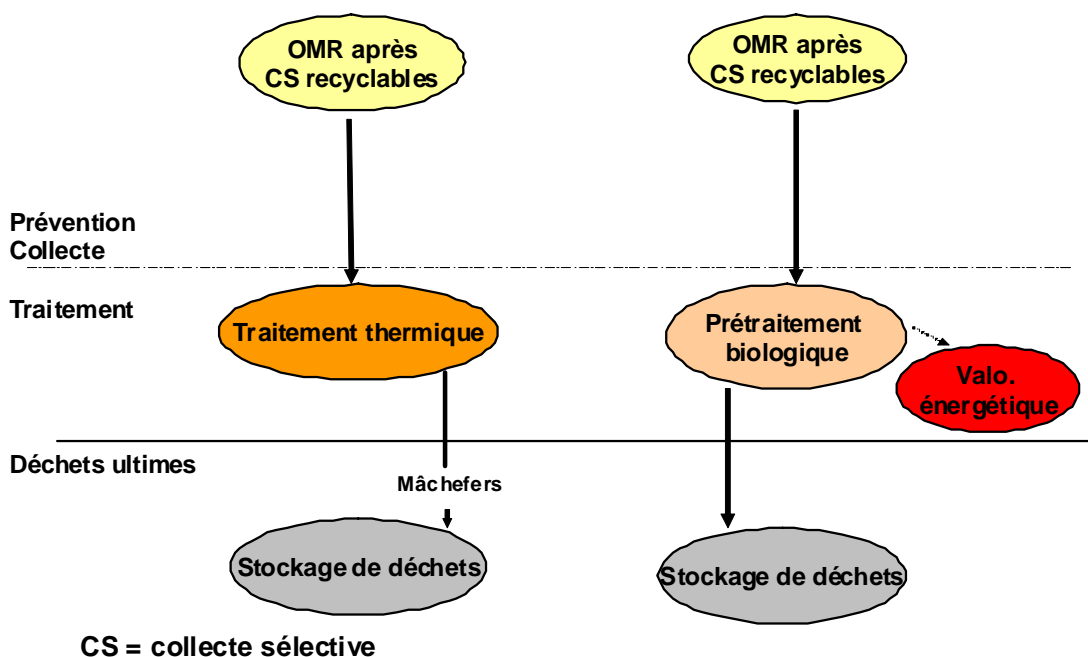 OMR après
CS recyclables
OMR après
CS recyclables
Prévention
Collecte
Traitement
Traitement thermique
Prétraitement
biologique
Valo.
énergétique
Déchets ultimes
Mâchefers
Stockage de déchets
Stockage de déchets
CS = collecte sélective